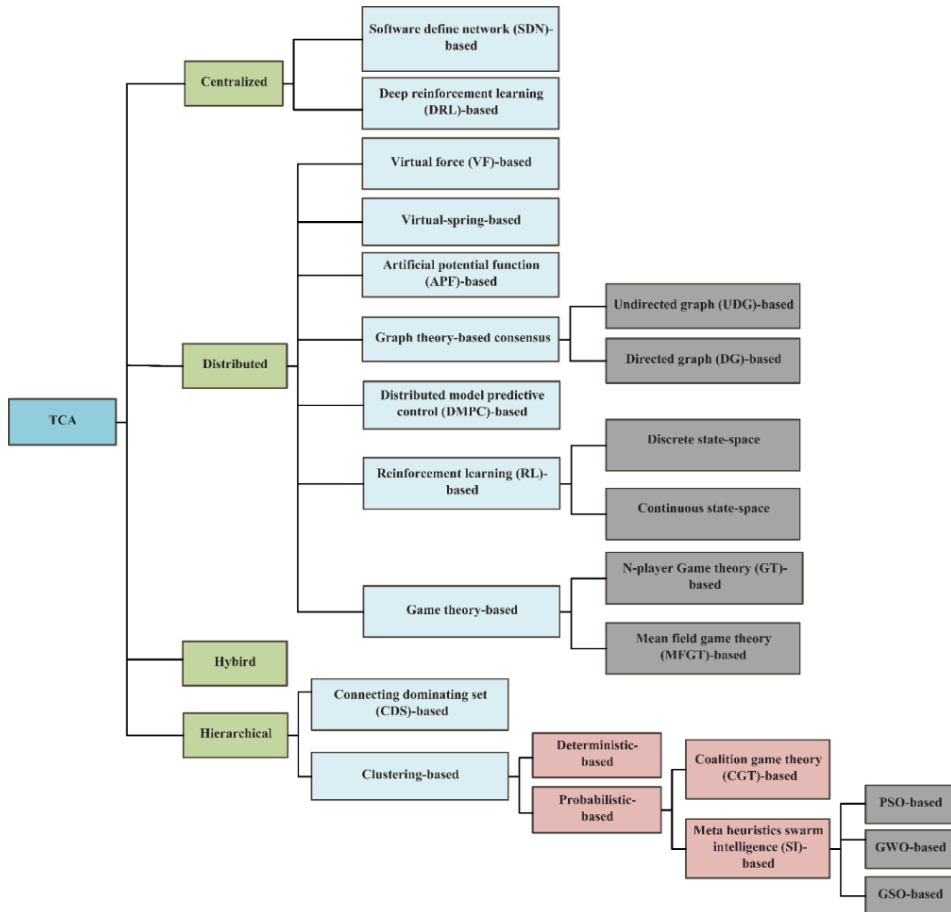 Software define network (SDN)-
based
Centralized
Deep reinforcement learning
(DRL)-based
Virtual force (VF)-based
Virtual-spring-based
Artificial potential function
(APF)-based
Undirected graph (UDG)-based
Graph theory-based consensus
Distributed
Directed graph (DG)-based
Distributed model predictive
control (DMPC)-based
TCA
Discrete state-space
Reinforcement learning (RL)-
based
Continuous state-space
N-player Game theory (GT)-
based
Game theory-based
Mean field game theory
(MFGT)-based
Hybird
Connecting dominating set
(CDS)-based
Hierarchical
Deterministic-
based
Clustering-based
Coalition game theory
(CGT)-based
Probabilistic-
based
PSO-based
Meta heuristics swarm
intelligence (SI)-
based
GWO-based
GSO-based